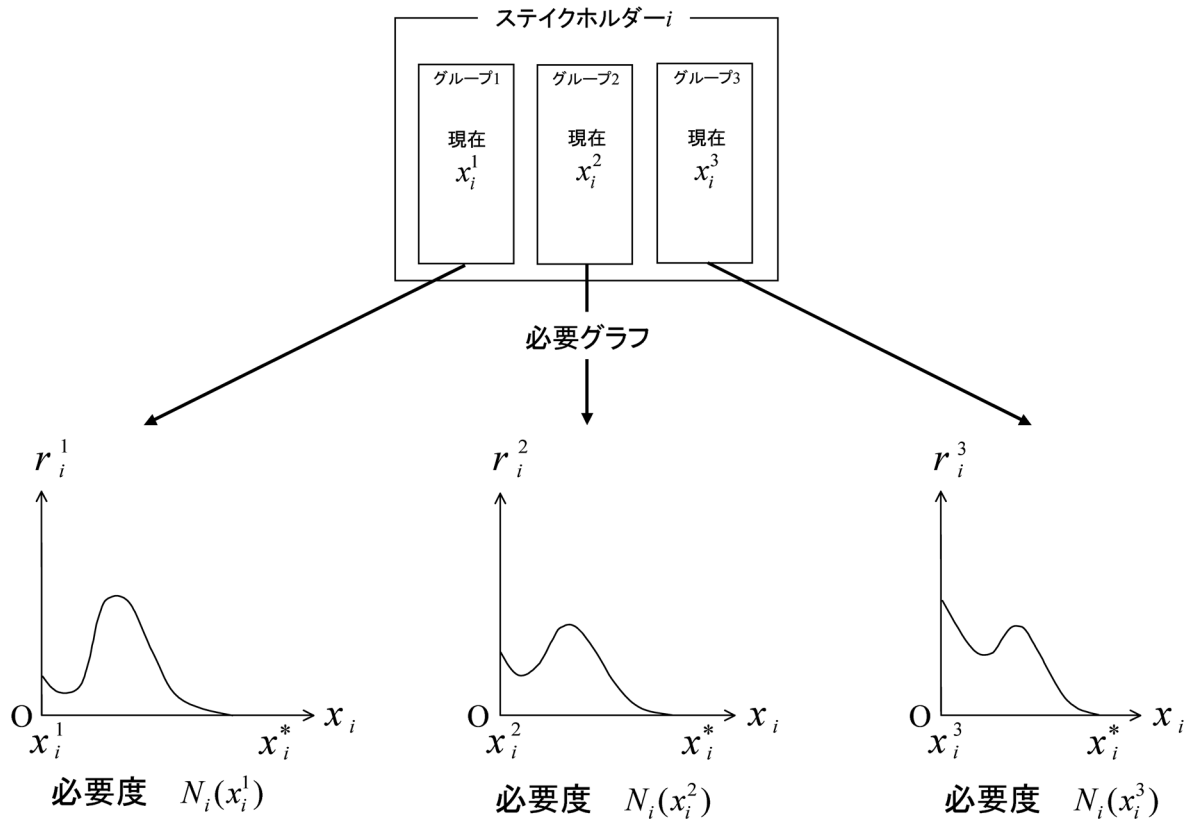 ステイクホルダーi
グループ1 グループ2 グループ3
現在 現在 現在
x_i^1 x_i^2 x_i^3
必要グラフ
r_i^1 r_i^2 r_i^3
O x_i O x_i O x_i
x_i^1 x_i^* x_i^2 x_i^* x_i^3 x_i^*
必要度 N_i(x_i^1) 必要度 N_i(x_i^2) 必要度 N_i(x_i^3)